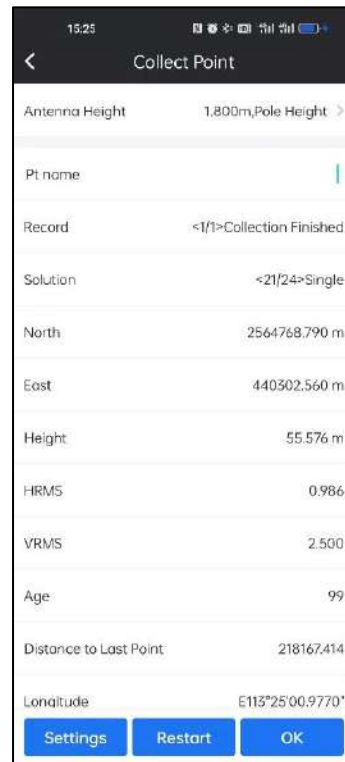 15:25
Collect Point
Antenna Height 1.800m,Pole Height
Pt name
Record <1/1>Collection Finished
Solution <21/24>Single
North 2564768.790 m
East 440302.560 m
Height 55.576 m
HRMS 0.986
VRMS 2.500
Age 99
Distance to Last Point 218167.414
Longitude E113°25'00.9770"
Settings Restart OK